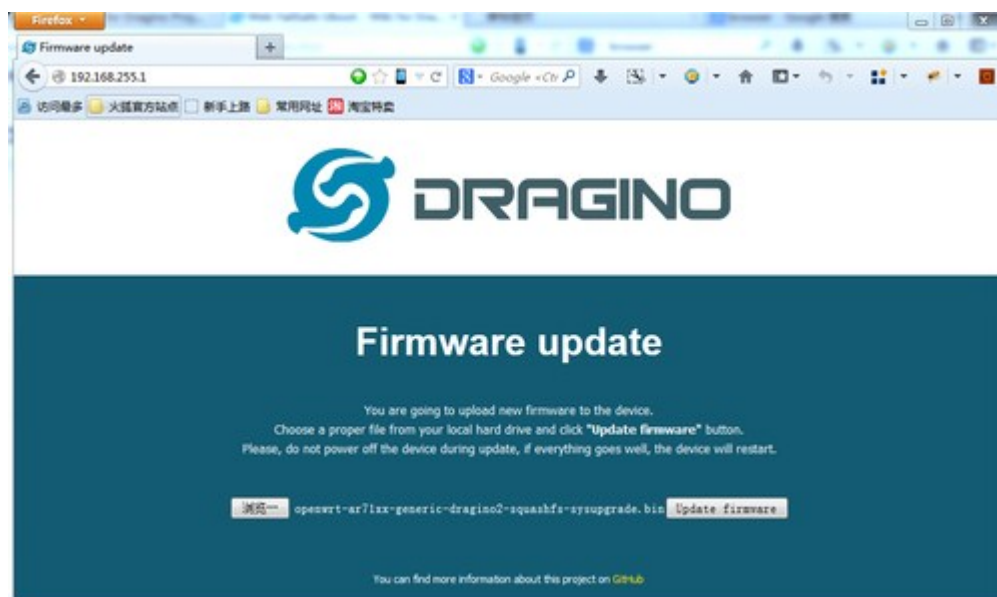 Firefox
Firmware update
192.168.255.1
Google <Ctr
访问最多 火狐官方站点 新手上路 常用网址 淘宝特卖
DRAGINO
Firmware update
You are going to upload new firmware to the device.
Choose a proper file from your local hard drive and click "Update firmware" button.
Please, do not power off the device during update, if everything goes well, the device will restart.
浏览… openwrt-ar71xx-generic-dragino2-squashfs-sysupgrade.bin Update firmware
You can find more information about this project on GitHub